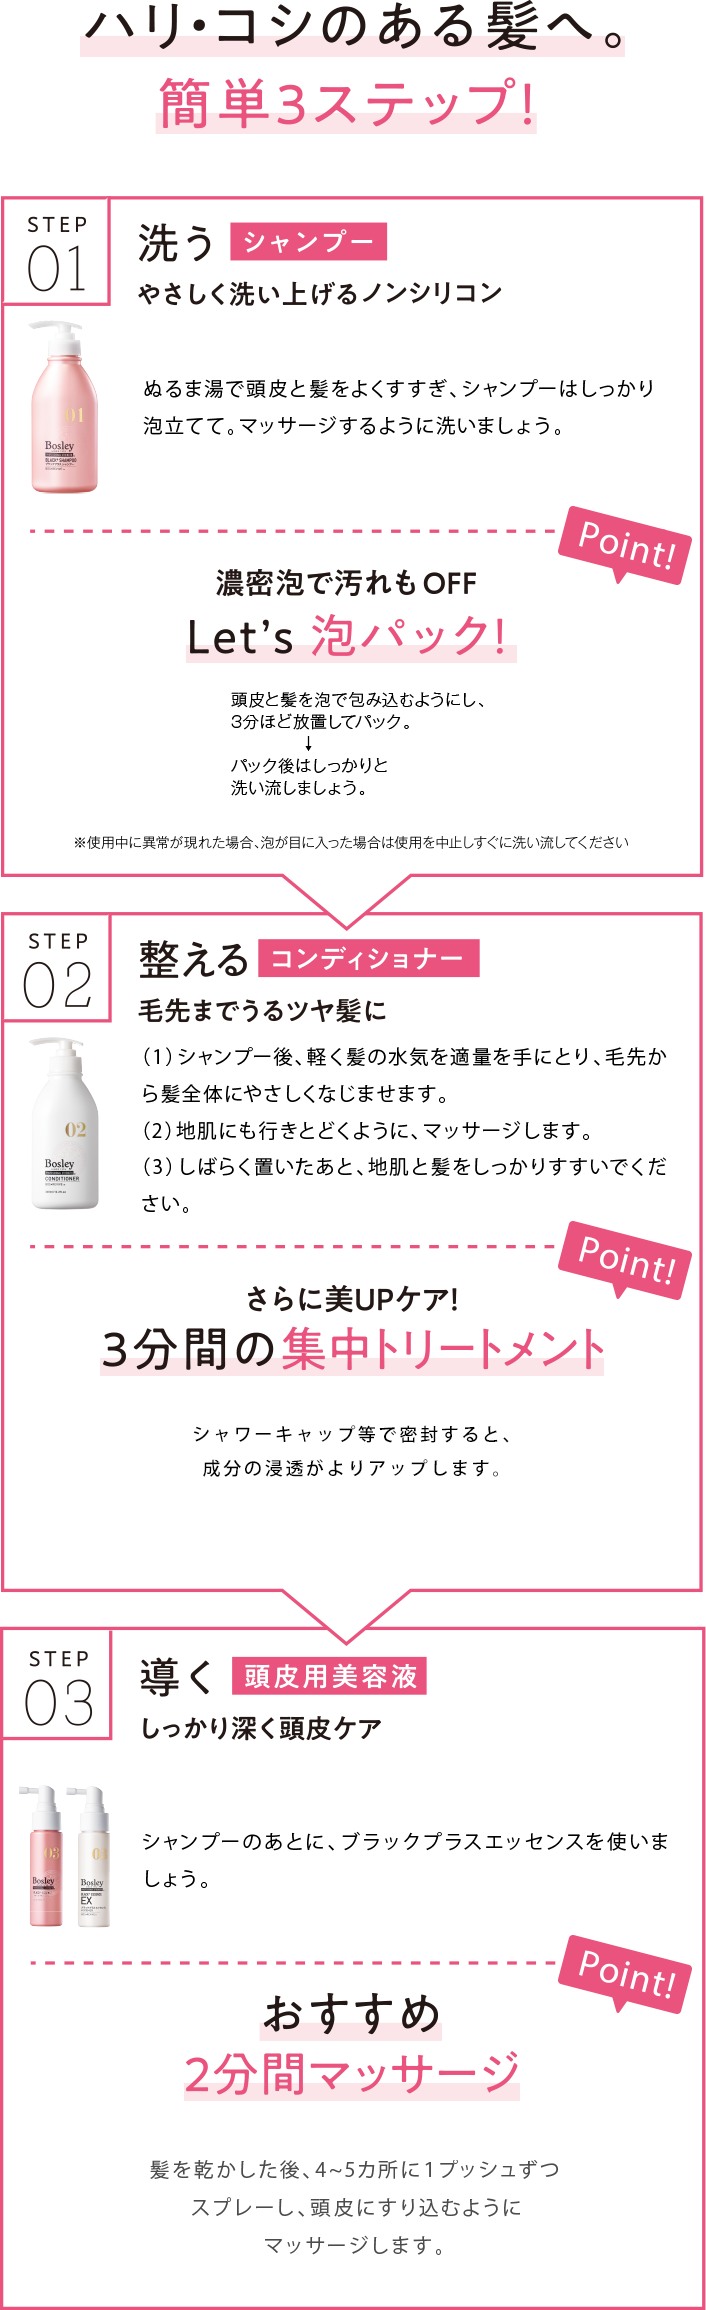 ハリ・コシのある髪へ。
簡単3ステップ!
STEP
01
洗う シャンプー
やさしく洗い上げるノンシリコン
ぬるま湯で頭皮と髪をよくすすぎ、シャンプーはしっかり
泡立てて。マッサージするように洗いましょう。
01
Bosley
BLACK+ SHAMPOO
Point!
濃密泡で汚れもOFF
Let's 泡パック!
頭皮と髪を泡で包み込むようにし、
3分ほど放置してパック。
↓
パック後はしっかりと
洗い流しましょう。
※使用中に異常が現れた場合、泡が目に入った場合は使用を中止しすぐに洗い流してください
STEP
02
整える コンディショナー
毛先までうるツヤ髪に
(1)シャンプー後、軽く髪の水気を適量を手にとり、毛先か
ら髪全体にやさしくなじませます。
(2)地肌にも行きとどくように、マッサージします。
(3)しばらく置いたあと、地肌と髪をしっかりすすいでくだ
さい。
02
Bosley
CONDITIONER
Point!
さらに美UPケア!
3分間の集中トリートメント
シャワーキャップ等で密封すると、
成分の浸透がよりアップします。
STEP
03
導く 頭皮用美容液
しっかり深く頭皮ケア
シャンプーのあとに、ブラックプラスエッセンスを使いま
しょう。
03
Bosley
Bosley
EX
Point!
おすすめ
2分間マッサージ
髪を乾かした後、4~5カ所に1プッシュずつ
スプレーし、頭皮にすり込むように
マッサージします。